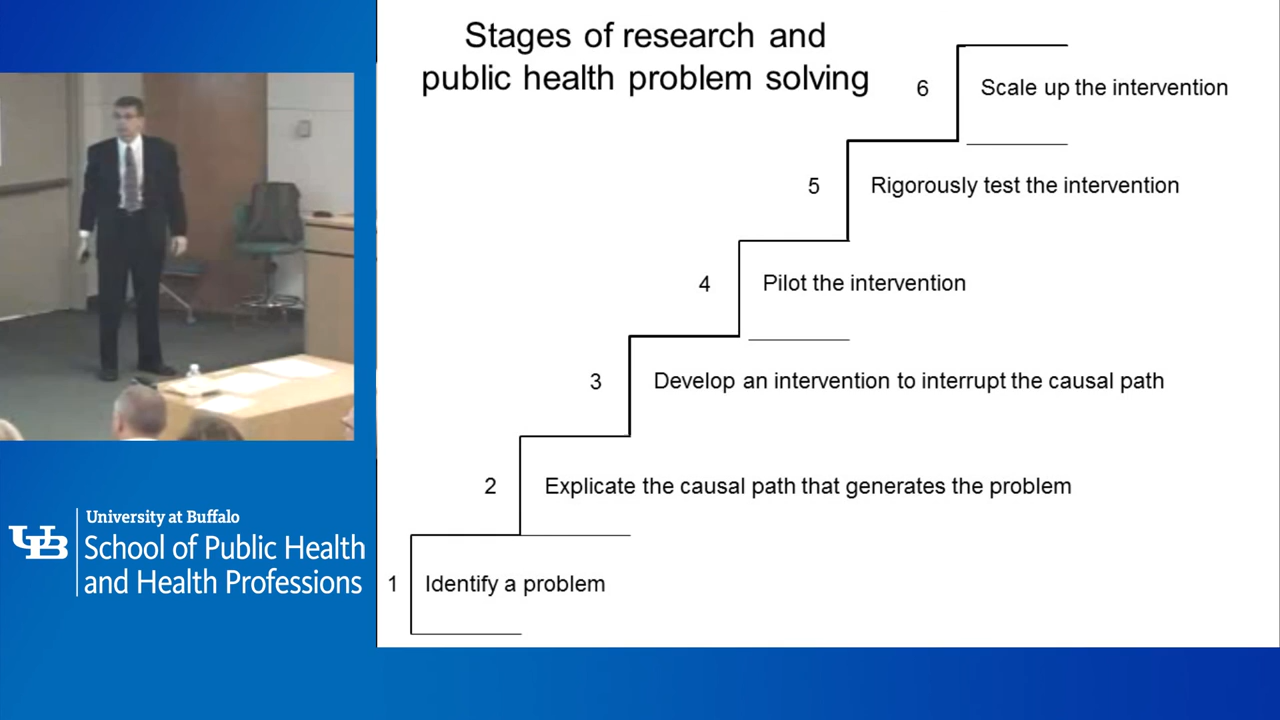 Stages of research and
public health problem solving
6 Scale up the intervention
5 Rigorously test the intervention
4 Pilot the intervention
3 Develop an intervention to interrupt the causal path
2 Explicate the causal path that generates the problem
1 Identify a problem
UB
University at Buffalo
School of Public Health
and Health Professions